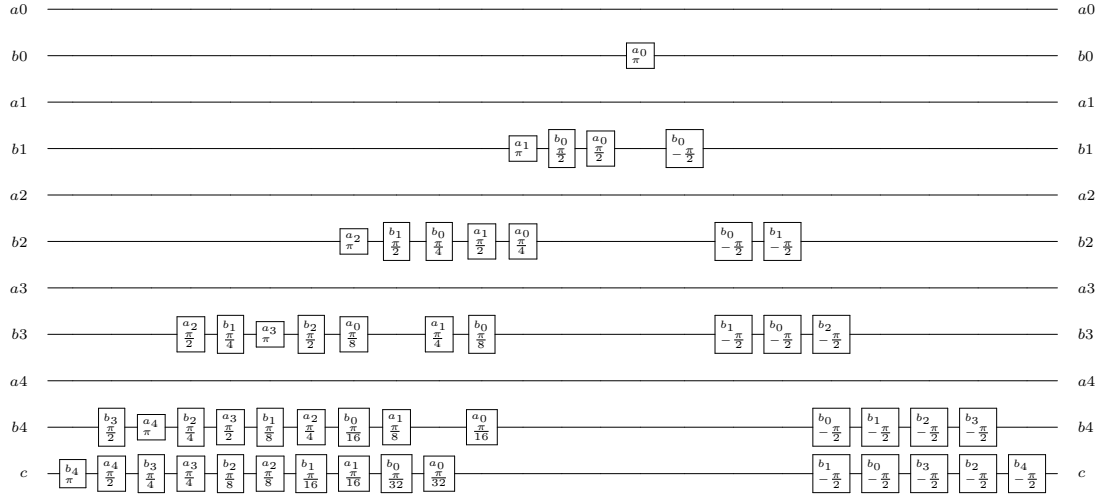 a0 a0
b0 a₀ π b0
a1 a1
b1 a₁ π b₀ π/2 a₀ π/2 b₀ −π/2 b1
a2 a2
b2 a₂ π b₁ π/2 b₀ π/4 a₁ π/2 a₀ π/4 b₀ −π/2 b₁ −π/2 b2
a3 a3
b3 a₂ π/2 b₁ π/4 a₃ π b₂ π/2 a₀ π/8 a₁ π/4 b₀ π/8 b₁ −π/2 b₀ −π/2 b₂ −π/2 b3
a4 a4
b4 b₃ π/2 a₄ π b₂ π/4 a₃ π/2 b₁ π/8 a₂ π/4 b₀ π/16 a₁ π/8 a₀ π/16 b₀ −π/2 b₁ −π/2 b₂ −π/2 b₃ −π/2 b4
c b₄ π a₄ π/2 b₃ π/4 a₃ π/4 b₂ π/8 a₂ π/8 b₁ π/16 a₁ π/16 b₀ π/32 a₀ π/32 b₁ −π/2 b₀ −π/2 b₃ −π/2 b₂ −π/2 b₄ −π/2 c